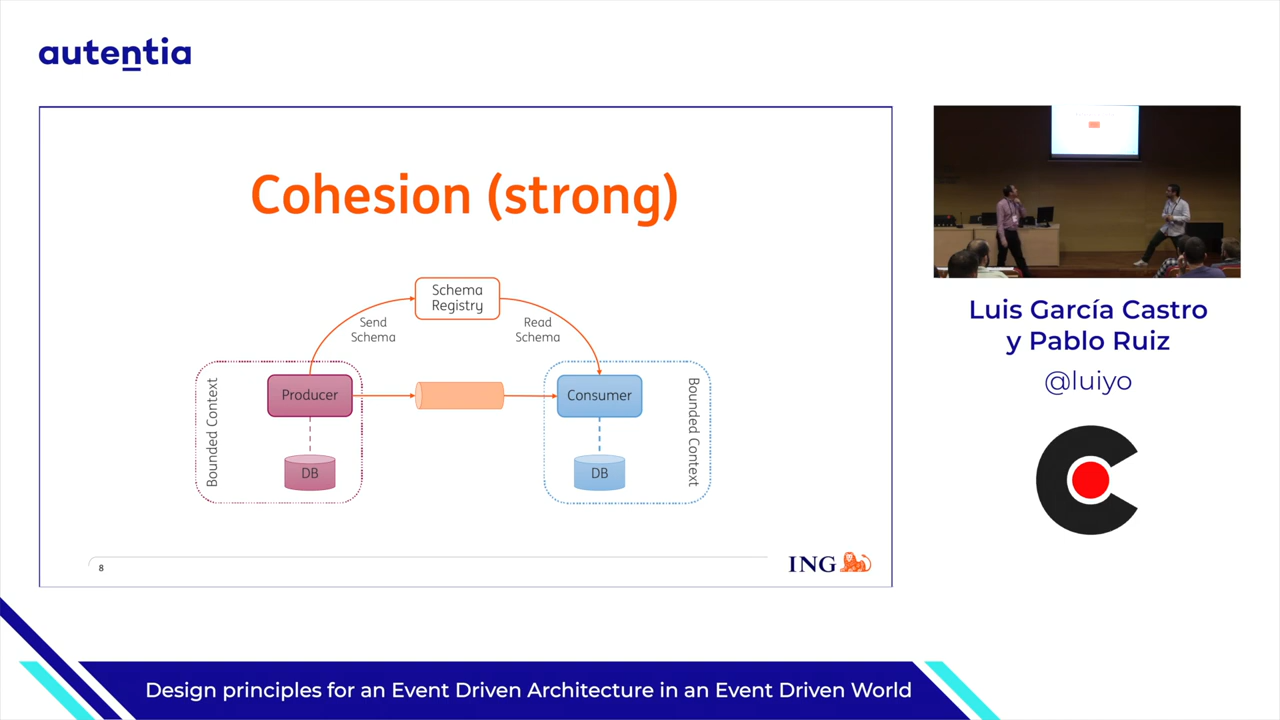 autentia
Cohesion (strong)
Schema
Registry
Send
Schema
Read
Schema
Bounded Context
Producer
DB
Consumer
DB
Bounded Context
8
ING
Luis García Castro
y Pablo Ruiz
@luiyo
Design principles for an Event Driven Architecture in an Event Driven World